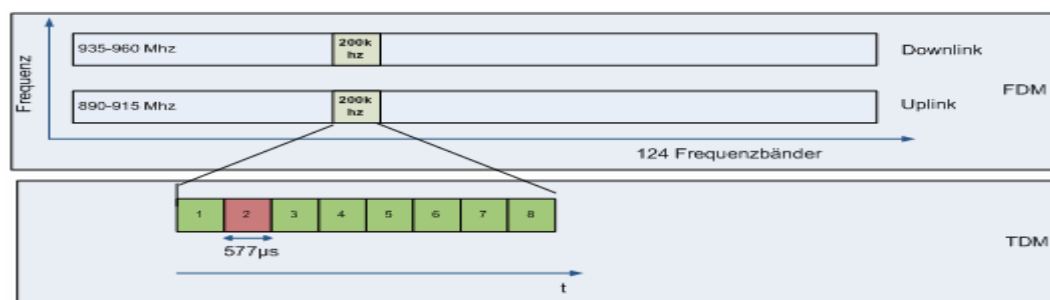 935-960 Mhz
200k
hz
Downlink
Frequenz
FDM
890-915 Mhz
200k
hz
Uplink
124 Frequenzbänder
1 2 3 4 5 6 7 8
577µs
TDM
t